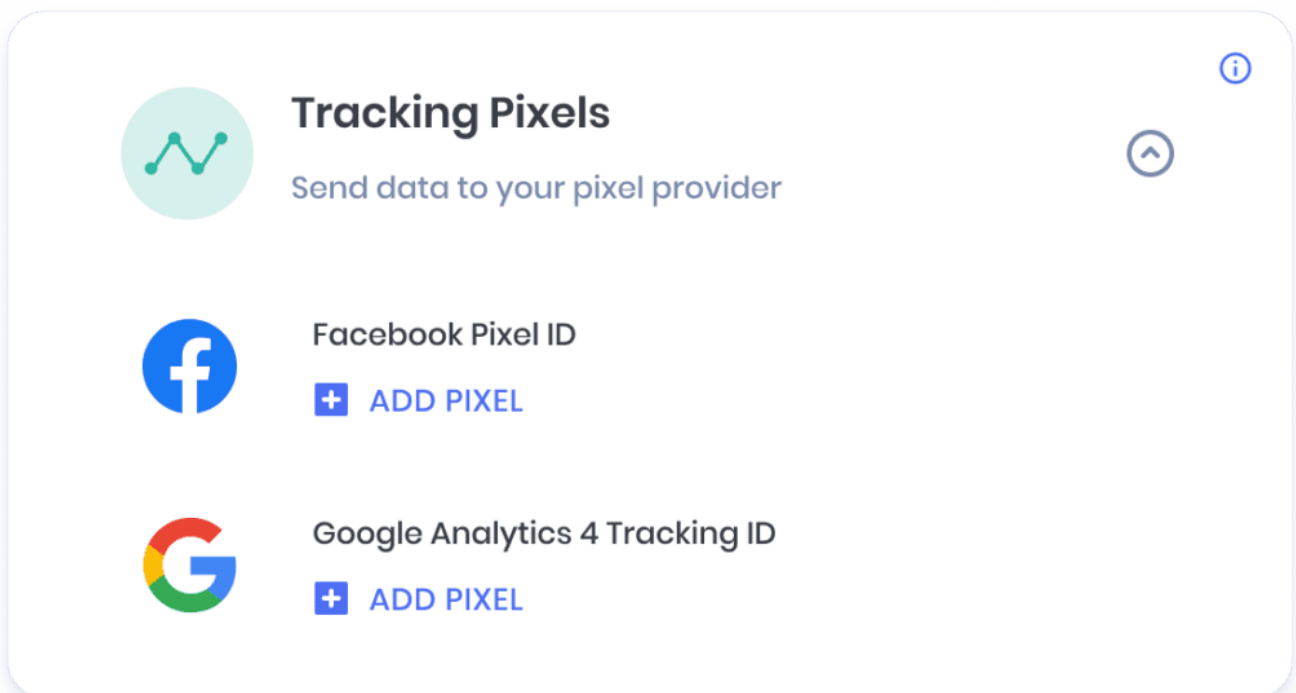 Tracking Pixels
Send data to your pixel provider
Facebook Pixel ID
ADD PIXEL
Google Analytics 4 Tracking ID
ADD PIXEL